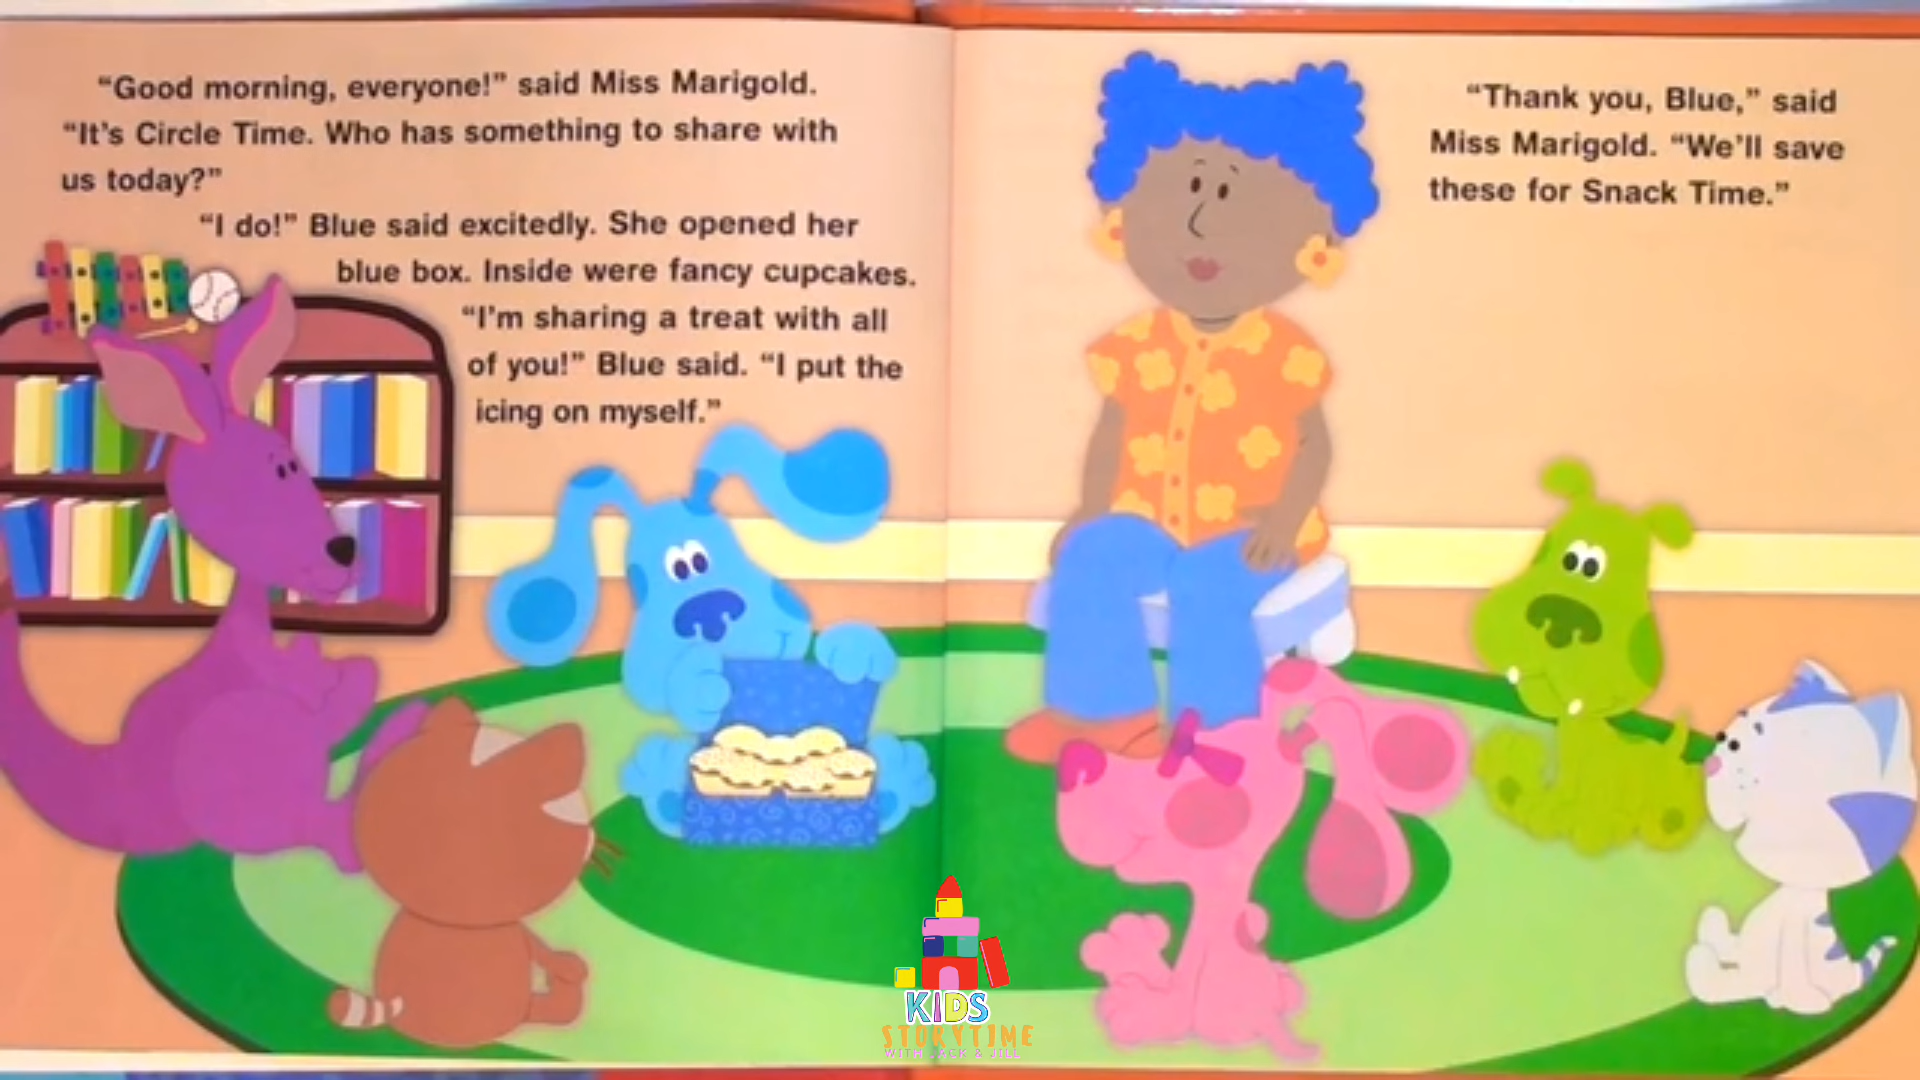 “Good morning, everyone!” said Miss Marigold.
“It’s Circle Time. Who has something to share with
us today?”
“I do!” Blue said excitedly. She opened her
blue box. Inside were fancy cupcakes.
“I’m sharing a treat with all
of you!” Blue said. “I put the
icing on myself.”
“Thank you, Blue,” said
Miss Marigold. “We’ll save
these for Snack Time.”
KIDS
STORYTIME
WITH JACK & JILL